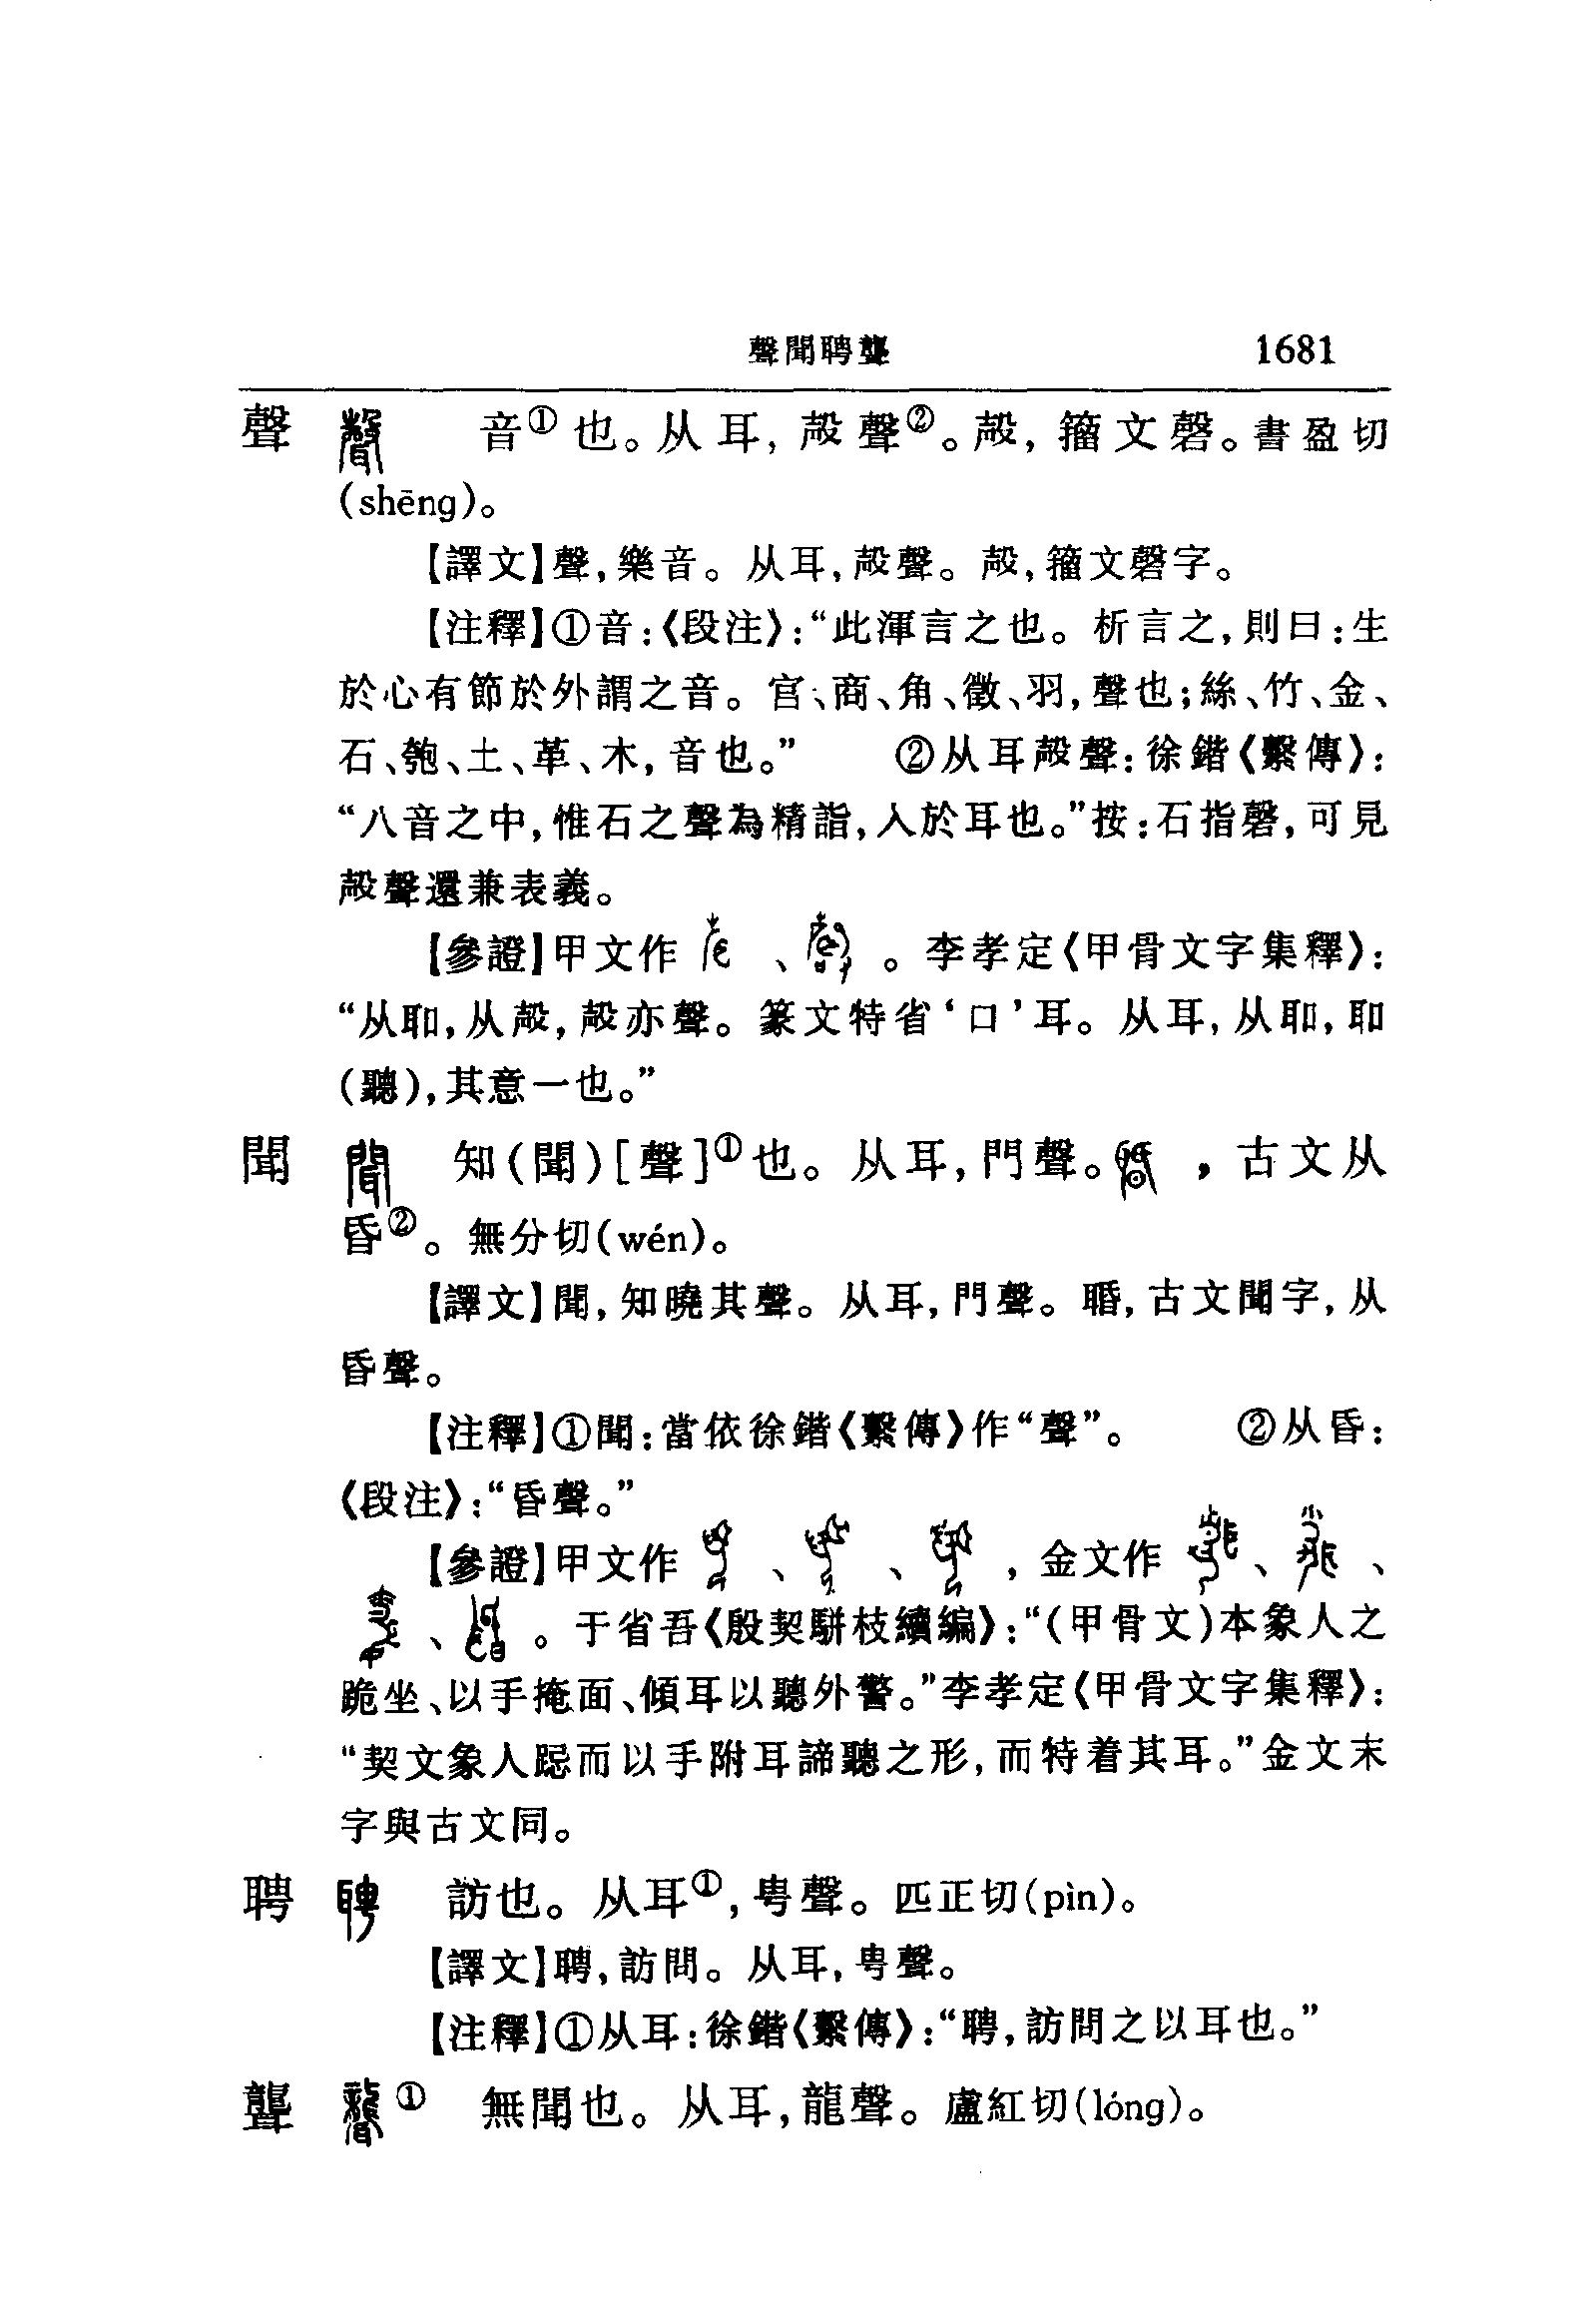 聲聞聘聾 1681
聲 音①也。从耳,殸聲②。殸,籀文磬。書盈切
(shēng)。
【譯文】聲,樂音。从耳,殸聲。殸,籀文磬字。
【注釋】①音:《段注》:“此渾言之也。析言之,則曰:生
於心有節於外謂之音。宮、商、角、徵、羽,聲也;絲、竹、金、
石、匏、土、革、木,音也。” ②从耳殸聲:徐鍇《繫傳》:
“八音之中,惟石之聲為精詣,入於耳也。”按:石指磬,可見
殸聲還兼表義。
【參證】甲文作 、 。李孝定《甲骨文字集釋》:
“从耶,从殸,殸亦聲。篆文特省‘口’耳。从耳,从耶,耶
(聽),其意一也。”
聞 知(聞)[聲]①也。从耳,門聲。 ,古文从
昏②。無分切(wén)。
【譯文】聞,知曉其聲。从耳,門聲。䎽,古文聞字,从
昏聲。
【注釋】①聞:當依徐鍇《繫傳》作“聲”。 ②从昏:
《段注》:“昏聲。”
【參證】甲文作 、 、 ,金文作 、 、
、 。于省吾《殷契駢枝續編》:“(甲骨文)本象人之
跪坐、以手掩面、傾耳以聽外警。”李孝定《甲骨文字集釋》:
“契文象人跽而以手附耳諦聽之形,而特着其耳。”金文末
字與古文同。
聘 訪也。从耳①,甹聲。匹正切(pìn)。
【譯文】聘,訪問。从耳,甹聲。
【注釋】①从耳:徐鍇《繫傳》:“聘,訪問之以耳也。”
聾 ① 無聞也。从耳,龍聲。盧紅切(lóng)。